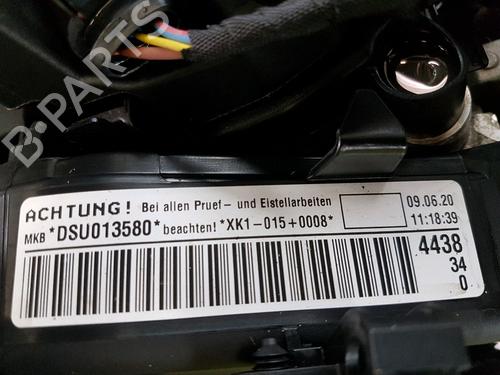 B-PARTS
ACHTUNG! Bei allen Pruef- und Eistellarbeiten
MKB *DSU013580* beachten! *XK1-015+0008*
09.06.20
11:18:39
4438
34
0